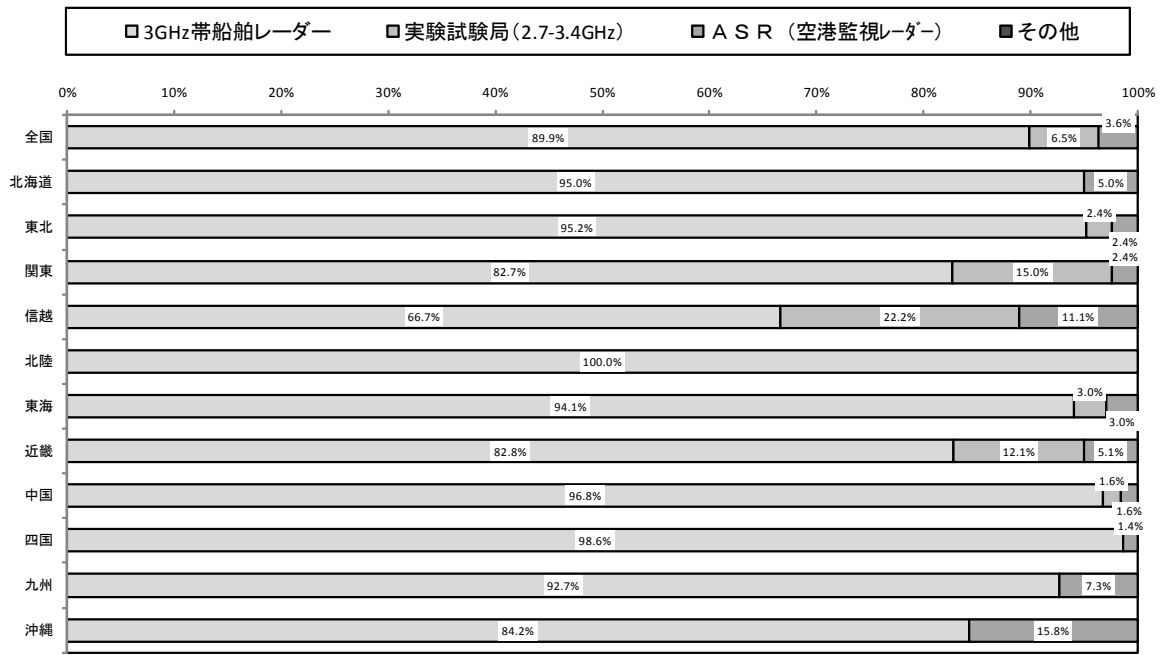 3GHz帯船舶レーダー 実験試験局(2.7-3.4GHz) ＡＳＲ（空港監視ﾚｰﾀﾞｰ） その他
0% 10% 20% 30% 40% 50% 60% 70% 80% 90% 100%
全国 89.9% 6.5% 3.6%
北海道 95.0% 5.0%
東北 95.2% 2.4% 2.4%
関東 82.7% 15.0% 2.4%
信越 66.7% 22.2% 11.1%
北陸 100.0%
東海 94.1% 3.0% 3.0%
近畿 82.8% 12.1% 5.1%
中国 96.8% 1.6% 1.6%
四国 98.6% 1.4%
九州 92.7% 7.3%
沖縄 84.2% 15.8%